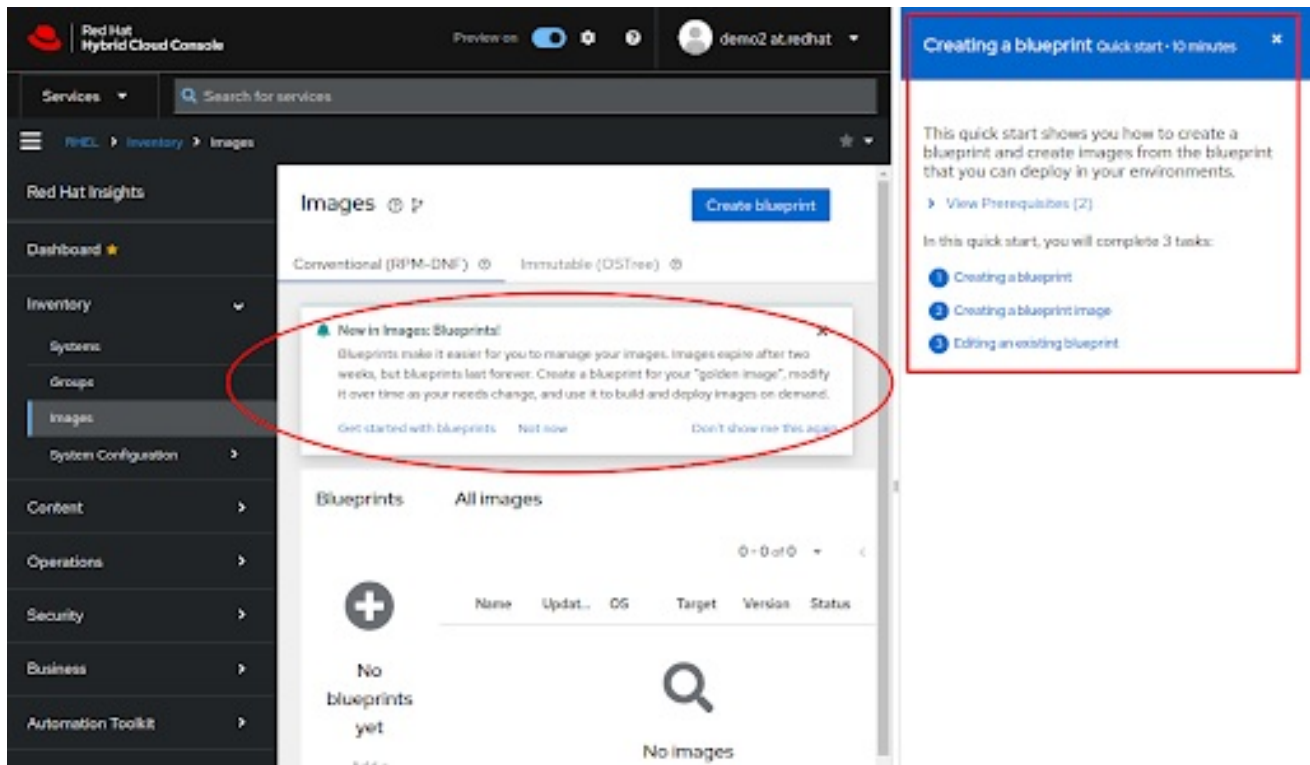 Red Hat
Hybrid Cloud Console
Preview on
demo2 at.redhat
Services
Search for services
RHEL > Inventory > Images
Red Hat Insights
Dashboard
Inventory
Systems
Groups
Images
System Configuration
Content
Operations
Security
Business
Automation Toolkit
Images
Create blueprint
Conventional (RPM-DNF)
Immutable (OSTree)
New in Images: Blueprints!
Blueprints make it easier for you to manage your images. Images expire after two
weeks, but blueprints last forever. Create a blueprint for your "golden image", modify
it over time as your needs change, and use it to build and deploy images on demand.
Get started with blueprints Not now Don't show me this again
Blueprints
All images
0 - 0 of 0
Name Updat... OS Target Version Status
No
blueprints
yet
No images
Creating a blueprint Quick start • 10 minutes
This quick start shows you how to create a
blueprint and create images from the blueprint
that you can deploy in your environments.
View Prerequisites (2)
In this quick start, you will complete 3 tasks:
1 Creating a blueprint
2 Creating a blueprint image
3 Editing an existing blueprint